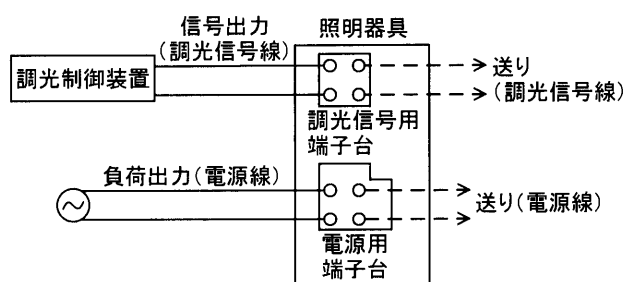 信号出力
(調光信号線)
照明器具
調光制御装置
送り
(調光信号線)
調光信号用
端子台
負荷出力(電源線)
送り(電源線)
電源用
端子台